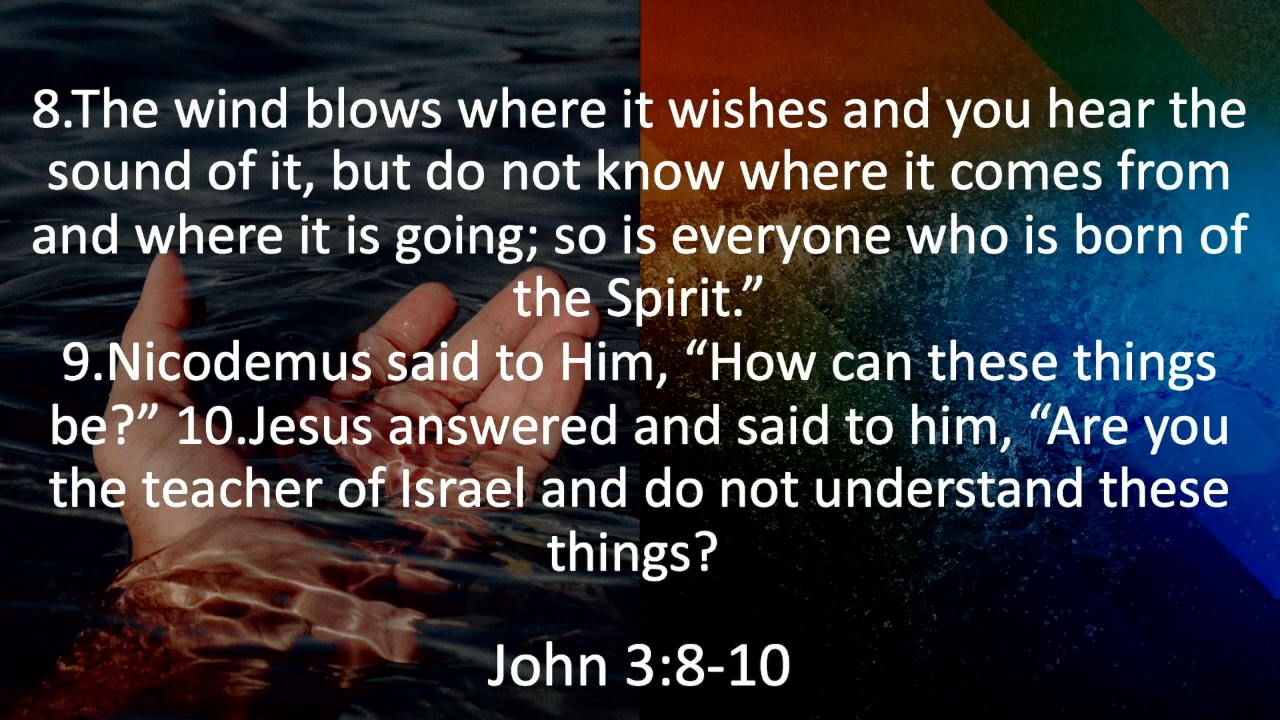 8.The wind blows where it wishes and you hear the
sound of it, but do not know where it comes from
and where it is going; so is everyone who is born of
the Spirit.”
9.Nicodemus said to Him, “How can these things
be?” 10.Jesus answered and said to him, “Are you
the teacher of Israel and do not understand these
things?
John 3:8-10